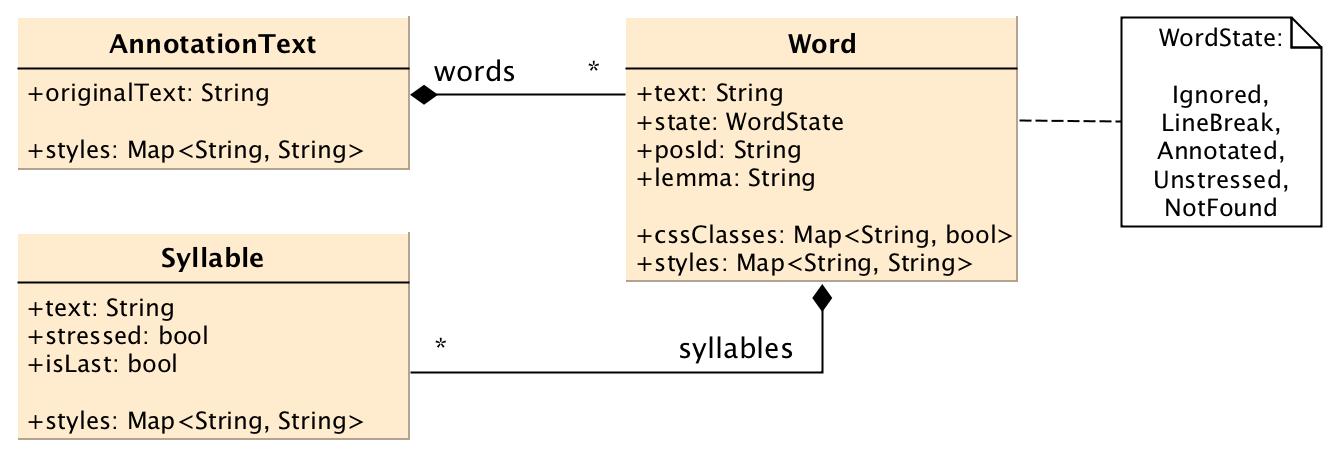 AnnotationText
+originalText: String
+styles: Map<String, String>
words
*
Word
+text: String
+state: WordState
+posId: String
+lemma: String
+cssClasses: Map<String, bool>
+styles: Map<String, String>
WordState:
Ignored,
LineBreak,
Annotated,
Unstressed,
NotFound
Syllable
+text: String
+stressed: bool
+isLast: bool
+styles: Map<String, String>
*
syllables